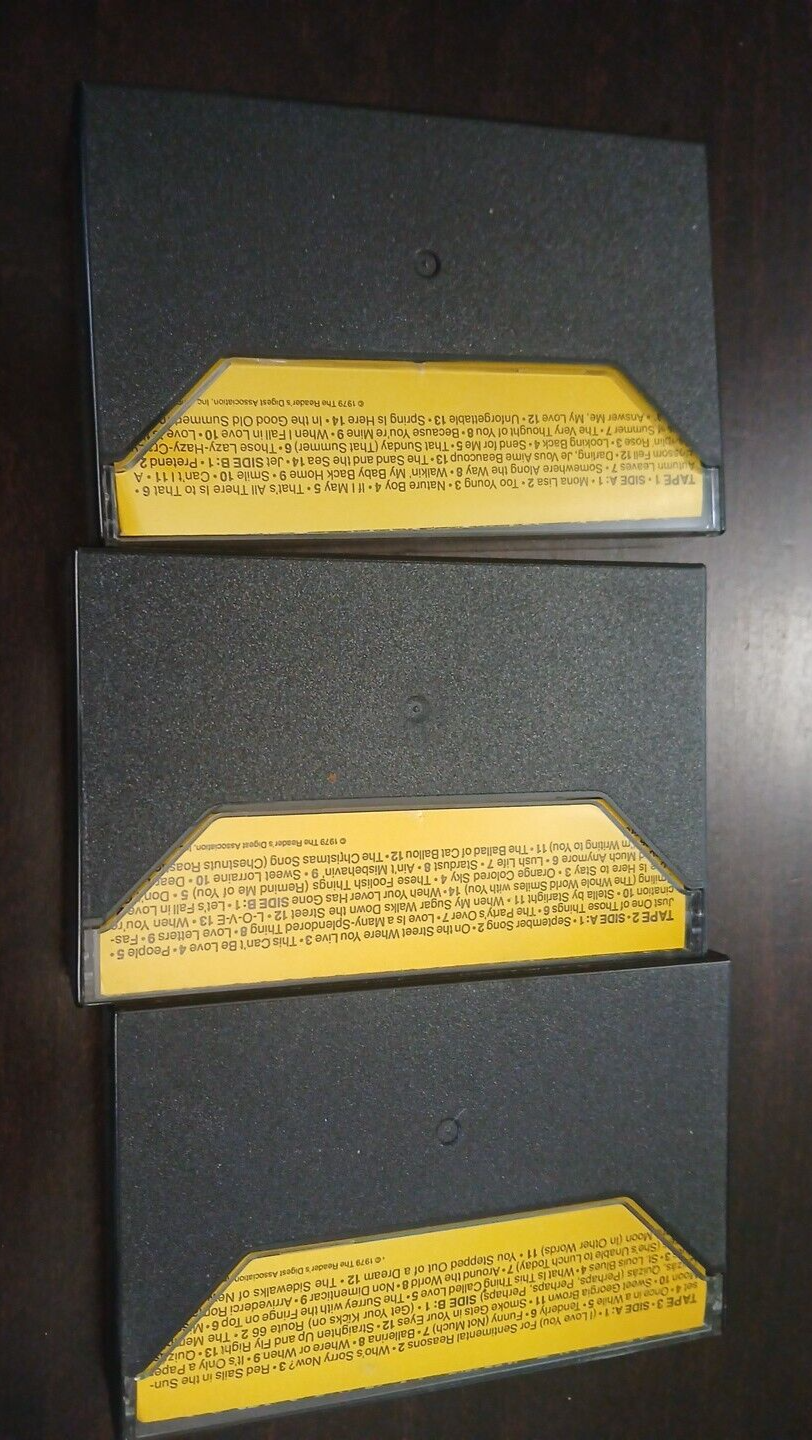 TAPE 1 • SIDE A: 1 • Mona Lisa 2 • Too Young 3 • Nature Boy 4 • If I May 5 • That's All There Is to That 6 •
Autumn Leaves 7 • Somewhere Along the Way 8 • Walkin' My Baby Back Home 9 • Smile 10 • Can't I 11 A
Fell 12 • Darling, Je Vous Aime Beaucoup 13 • The Sand and the Sea 14 • Jet SIDE B: 1 • Pretend 2
Rose 3 • Looking Back 4 • Send for Me 5 • That Sunday (That Summer) 6 • Those Lazy-Hazy-Cra
Summer 7 • The Very Thought of You 8 • Because You're Mine 9 • When I Fall in Love 10 • Love
• Answer Me, My Love 12 • Unforgettable 13 • Spring Is Here 14 • In the Good Old Summer
© 1979 The Reader's Digest Association, Inc.
TAPE 2 • SIDE A: 1 • September Song 2 • On the Street Where You Live 3 • This Can't Be Love 4 • People 5 •
Just One of Those Things 6 • The Party's Over 7 • Love Is a Many-Splendored Thing 8 • Love Letters 9 • Fas-
cination 10 • Stella by Starlight 11 • When My Sugar Walks Down the Street 12 • L-O-V-E 13 • When You're
Smiling (The Whole World Smiles with You) 14 • When Your Lover Has Gone SIDE B: 1 • Let's Fall in Love
Is Here to Stay 3 • Orange Colored Sky 4 • These Foolish Things (Remind Me of You) 5 • Don't
Much Anymore 6 • Lush Life 7 • Stardust 8 • Ain't Misbehavin' 9 • Sweet Lorraine 10 • Dear
Writing to You) 11 • The Ballad of Cat Ballou 12 • The Christmas Song (Chestnuts Roas
© 1979 The Reader's Digest Association, Inc.
TAPE 3 • SIDE A: 1 • (I Love You) For Sentimental Reasons 2 • Who's Sorry Now? 3 • Red Sails in the Sun-
set 4 • Once in a While 5 • Tenderly 6 • Funny (Not Much) 7 • Ballerina 8 • Where or When 9 • It's Only a Pape
Moon 10 • Sweet Georgia Brown 11 • Smoke Gets in Your Eyes 12 • Straighten Up and Fly Right 13 • Quiz
Quizas, Quizas (Perhaps, Perhaps, Perhaps) SIDE B: 1 • (Get Your Kicks on) Route 66 2 • The Mer
3 • St. Louis Blues 4 • What Is This Thing Called Love 5 • The Surrey with the Fringe on Top 6 • M
(She's Unable to Lunch Today) 7 • Around the World 8 • Non Dimenticar 9 • Arrivederci Roma
Moon (In Other Words) 11 • You Stepped Out of a Dream 12 • The Sidewalks of New
© 1979 The Reader's Digest Association,